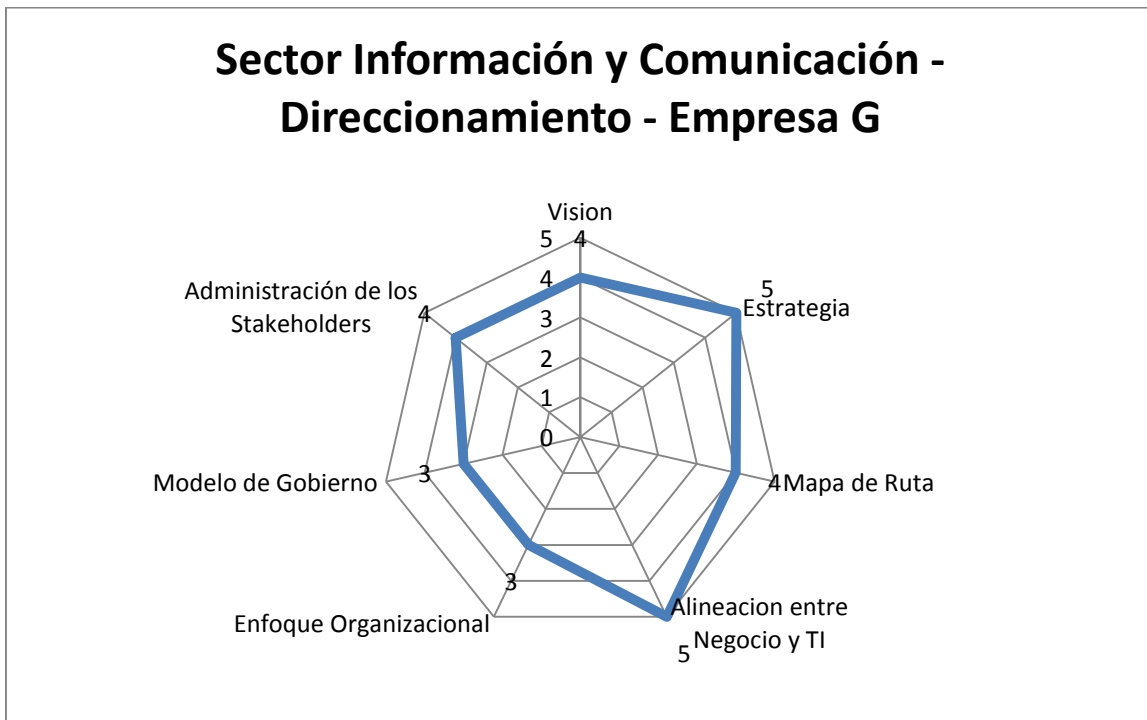 Sector Información y Comunicación -
Direccionamiento - Empresa G
Vision
5 4
4
3
2
1
0
5
Estrategia
4 Mapa de Ruta
Alineacion entre
Negocio y TI
5
3
Enfoque Organizacional
3
Modelo de Gobierno
4
Administración de los
Stakeholders